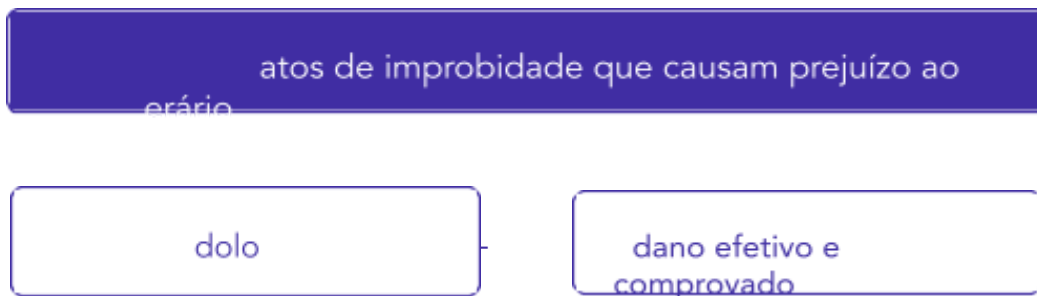 atos de improbidade que causam prejuízo ao
erário
dolo
dano efetivo e
comprovado